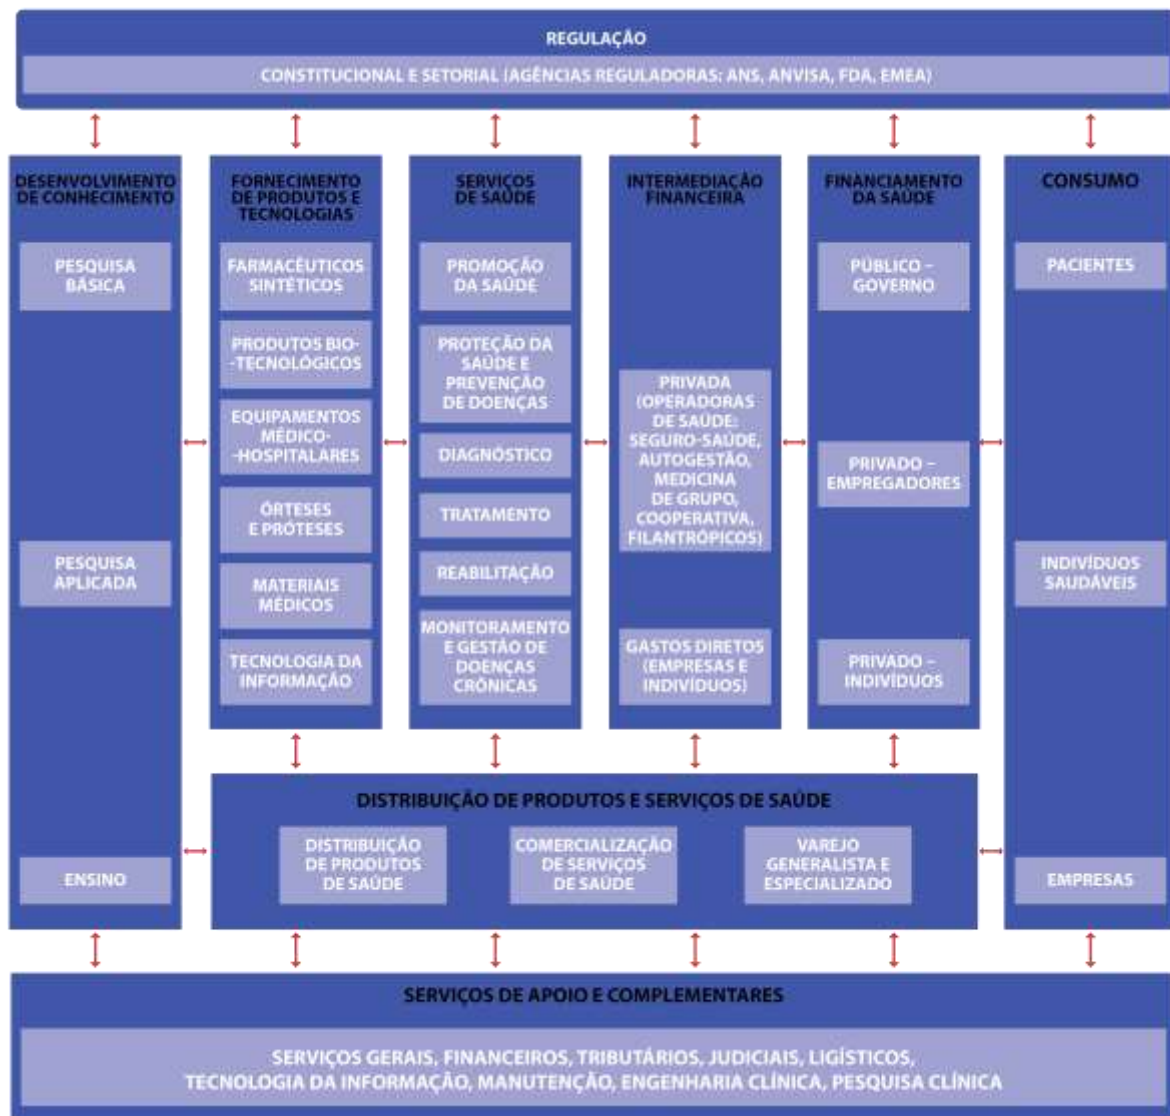 REGULAÇÃO
CONSTITUCIONAL E SETORIAL (AGÊNCIAS REGULADORAS: ANS, ANVISA, FDA, EMEA)
DESENVOLVIMENTO
DE CONHECIMENTO
PESQUISA
BÁSICA
PESQUISA
APLICADA
ENSINO
FORNECIMENTO
DE PRODUTOS E
TECNOLOGIAS
FARMACÊUTICOS
SINTÉTICOS
PRODUTOS BIO-
-TECNOLÓGICOS
EQUIPAMENTOS
MÉDICO-
-HOSPITALARES
ÓRTESES
E PRÓTESES
MATERIAIS
MÉDICOS
TECNOLOGIA DA
INFORMAÇÃO
SERVIÇOS
DE SAÚDE
PROMOÇÃO
DA SAÚDE
PROTEÇÃO DA
SAÚDE E
PREVENÇÃO
DE DOENÇAS
DIAGNÓSTICO
TRATAMENTO
REABILITAÇÃO
MONITORAMENTO
E GESTÃO DE
DOENÇAS
CRÔNICAS
INTERMEDIAÇÃO
FINANCEIRA
PRIVADA
(OPERADORAS
DE SAÚDE:
SEGURO-SAÚDE,
AUTOGESTÃO,
MEDICINA
DE GRUPO,
COOPERATIVA,
FILANTRÓPICOS)
GASTOS DIRETOS
(EMPRESAS E
INDIVÍDUOS)
FINANCIAMENTO
DA SAÚDE
PÚBLICO –
GOVERNO
PRIVADO –
EMPREGADORES
PRIVADO –
INDIVÍDUOS
CONSUMO
PACIENTES
INDIVÍDUOS
SAUDÁVEIS
EMPRESAS
DISTRIBUIÇÃO DE PRODUTOS E SERVIÇOS DE SAÚDE
DISTRIBUIÇÃO
DE PRODUTOS
DE SAÚDE
COMERCIALIZAÇÃO
DE SERVIÇOS
DE SAÚDE
VAREJO
GENERALISTA E
ESPECIALIZADO
SERVIÇOS DE APOIO E COMPLEMENTARES
SERVIÇOS GERAIS, FINANCEIROS, TRIBUTÁRIOS, JUDICIAIS, LIGÍSTICOS,
TECNOLOGIA DA INFORMAÇÃO, MANUTENÇÃO, ENGENHARIA CLÍNICA, PESQUISA CLÍNICA